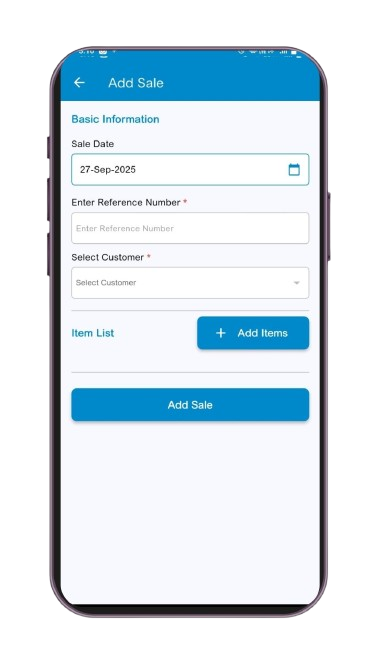 Add Sale
Basic Information
Sale Date
27-Sep-2025
Enter Reference Number *
Enter Reference Number
Select Customer *
Select Customer
Item List
+ Add Items
Add Sale